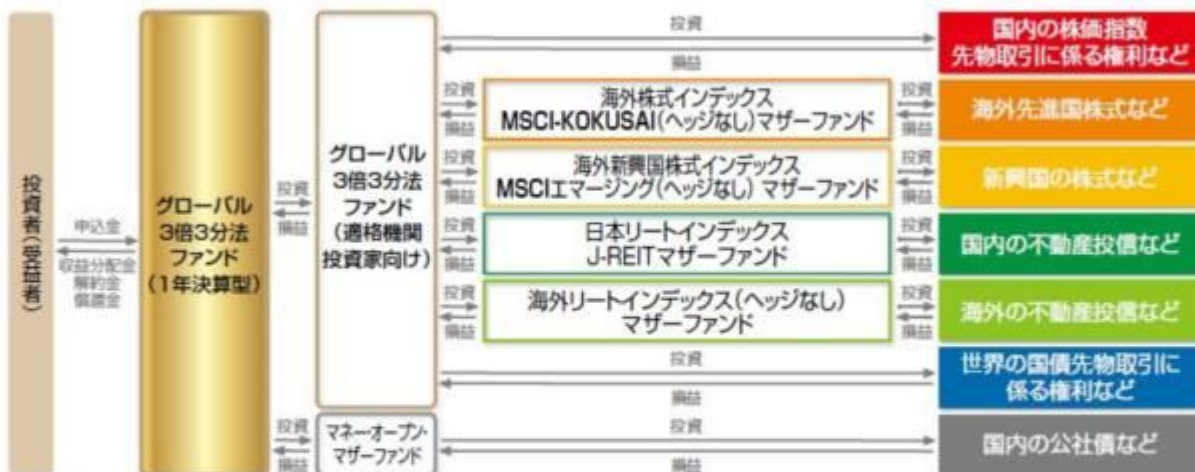 投資者(受益者)
申込金
収益分配金
解約金
償還金
グローバル
3倍3分法
ファンド
(1年決算型)
投資
損益
グローバル
3倍3分法
ファンド
(適格機関
投資家向け)
投資
損益
国内の株価指数
先物取引に係る権利など
投資
損益
海外株式インデックス
MSCI-KOKUSAI(ヘッジなし)マザーファンド
投資
損益
海外先進国株式など
投資
損益
海外新興国株式インデックス
MSCIエマージング(ヘッジなし) マザーファンド
投資
損益
新興国の株式など
投資
損益
日本リートインデックス
J-REITマザーファンド
投資
損益
国内の不動産投信など
投資
損益
海外リートインデックス(ヘッジなし)
マザーファンド
投資
損益
海外の不動産投信など
投資
損益
世界の国債先物取引に
係る権利など
投資
損益
マネー・オープン・
マザーファンド
投資
損益
国内の公社債など